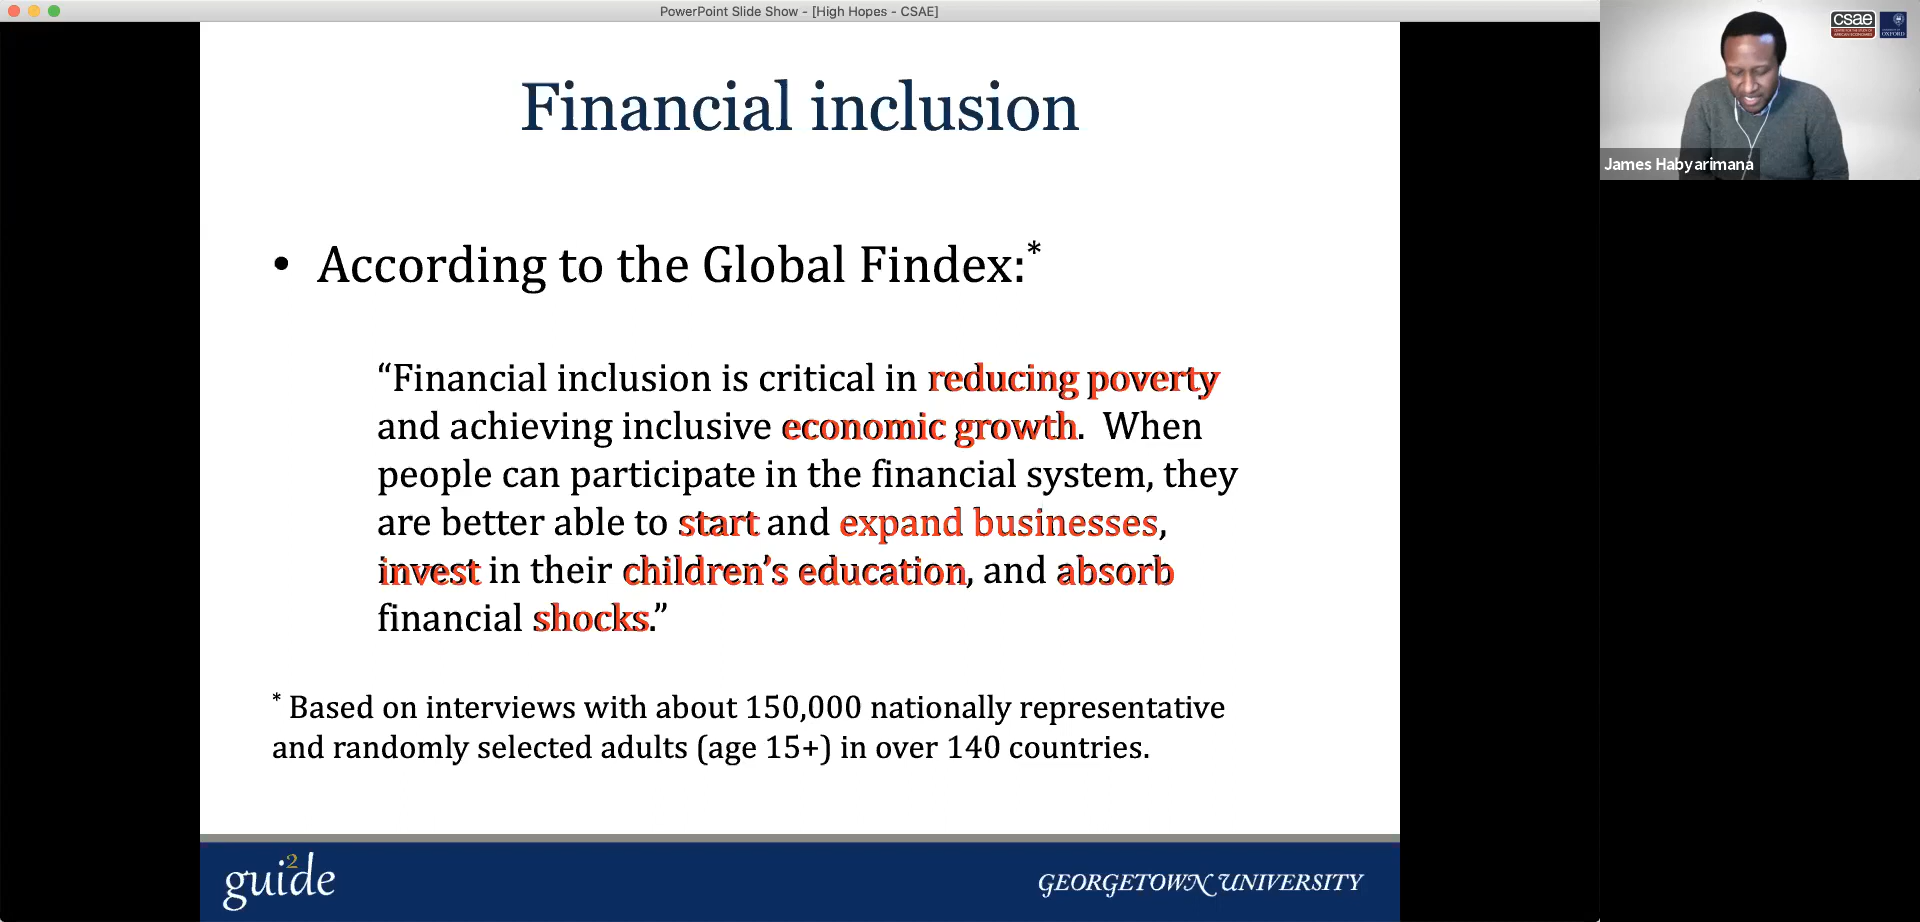 PowerPoint Slide Show - [High Hopes - CSAE]
Financial inclusion
• According to the Global Findex:*
“Financial inclusion is critical in reducing poverty
and achieving inclusive economic growth.  When
people can participate in the financial system, they
are better able to start and expand businesses,
invest in their children’s education, and absorb
financial shocks.”
* Based on interviews with about 150,000 nationally representative
and randomly selected adults (age 15+) in over 140 countries.
gui2de
GEORGETOWN UNIVERSITY
csae
OXFORD
James Habyarimana